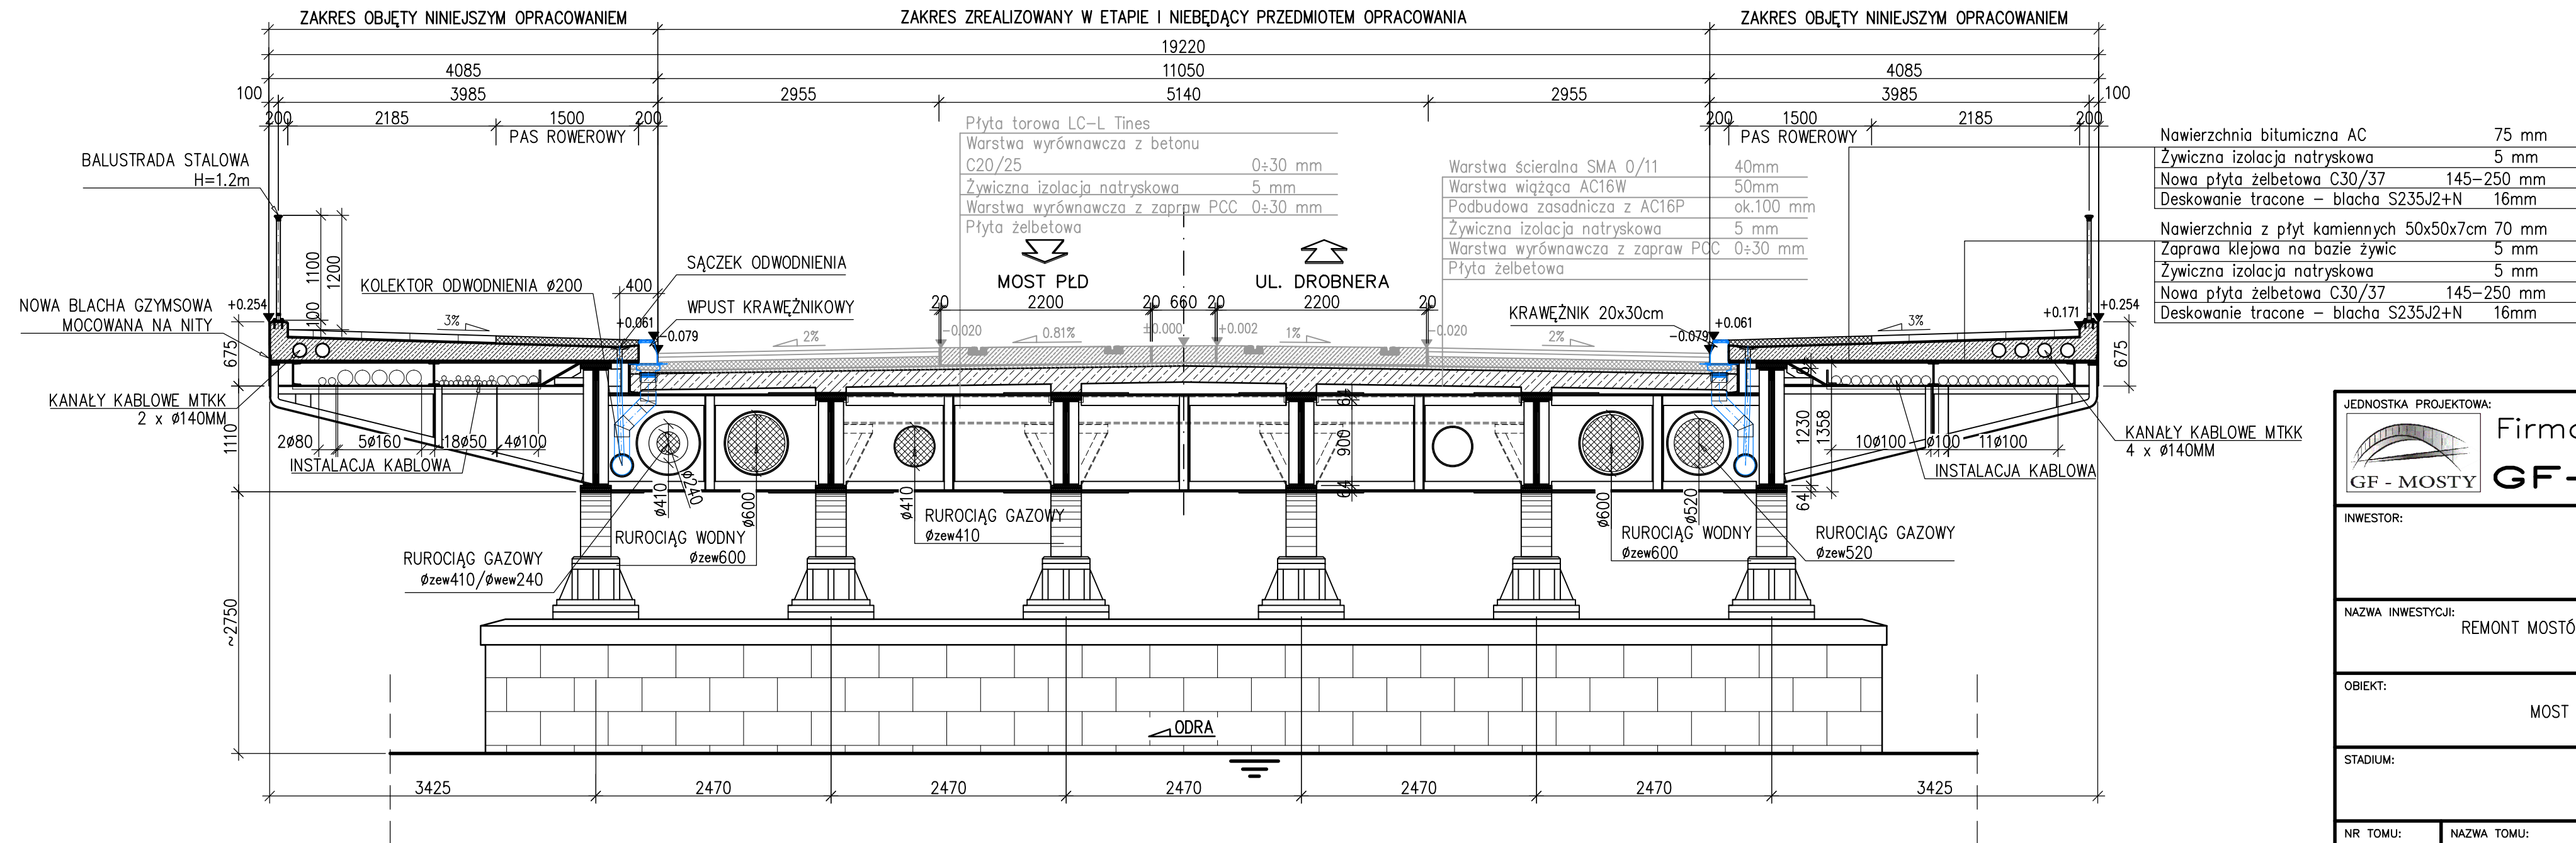 ZAKRES OBJĘTY NINIEJSZYM OPRACOWANIEM
ZAKRES ZREALIZOWANY W ETAPIE I NIEBĘDĄCY PRZEDMIOTEM OPRACOWANIA
ZAKRES OBJĘTY NINIEJSZYM OPRACOWANIEM
19220
4085
11050
4085
100
3985
2955
5140
2955
3985
100
200
2185
1500
200
PAS ROWEROWY
200
1500
2185
200
PAS ROWEROWY
Płyta torowa LC-L Tines
Warstwa wyrównawcza z betonu
C20/25 0÷30 mm
Żywiczna izolacja natryskowa 5 mm
Warstwa wyrównawcza z zapraw PCC 0÷30 mm
Płyta żelbetowa
Warstwa ścieralna SMA 0/11 40mm
Warstwa wiążąca AC16W 50mm
Podbudowa zasadnicza z AC16P ok.100 mm
Żywiczna izolacja natryskowa 5 mm
Warstwa wyrównawcza z zapraw PCC 0÷30 mm
Płyta żelbetowa
Nawierzchnia bitumiczna AC 75 mm
Żywiczna izolacja natryskowa 5 mm
Nowa płyta żelbetowa C30/37 145-250 mm
Deskowanie tracone - blacha S235J2+N 16mm
Nawierzchnia z płyt kamiennych 50x50x7cm 70 mm
Zaprawa klejowa na bazie żywic 5 mm
Żywiczna izolacja natryskowa 5 mm
Nowa płyta żelbetowa C30/37 145-250 mm
Deskowanie tracone - blacha S235J2+N 16mm
BALUSTRADA STALOWA
H=1.2m
1100
1200
100
KOLEKTOR ODWODNIENIA ø200
SĄCZEK ODWODNIENIA
400
WPUST KRAWĘŻNIKOWY
MOST PŁD
UL. DROBNERA
KRAWĘŻNIK 20x30cm
NOWA BLACHA GZYMSOWA
MOCOWANA NA NITY
+0.254
3%
+0.061
-0.079
2%
20
2200
20
660
20
2200
20
-0.020
0.81%
±0.000
+0.002
1%
-0.020
2%
-0.079
+0.061
3%
+0.171
+0.254
675
675
KANAŁY KABLOWE MTKK
2 x ø140MM
1110
2ø80
5ø160
18ø50
4ø100
INSTALACJA KABLOWA
64
900
64
1230
1358
64
10ø100
ø100
11ø100
INSTALACJA KABLOWA
KANAŁY KABLOWE MTKK
4 x ø140MM
ø410
ø240
ø600
ø410
ø600
ø520
RUROCIĄG GAZOWY
øzew410/øwew240
RUROCIĄG WODNY
øzew600
RUROCIĄG GAZOWY
øzew410
RUROCIĄG WODNY
øzew600
RUROCIĄG GAZOWY
øzew520
~2750
ODRA
3425
2470
2470
2470
2470
2470
3425
JEDNOSTKA PROJEKTOWA:
GF - MOSTY
GF-
INWESTOR:
NAZWA INWESTYCJI:
REMONT
OBIEKT:
MOST
STADIUM:
NR TOMU:
NAZWA TOMU: